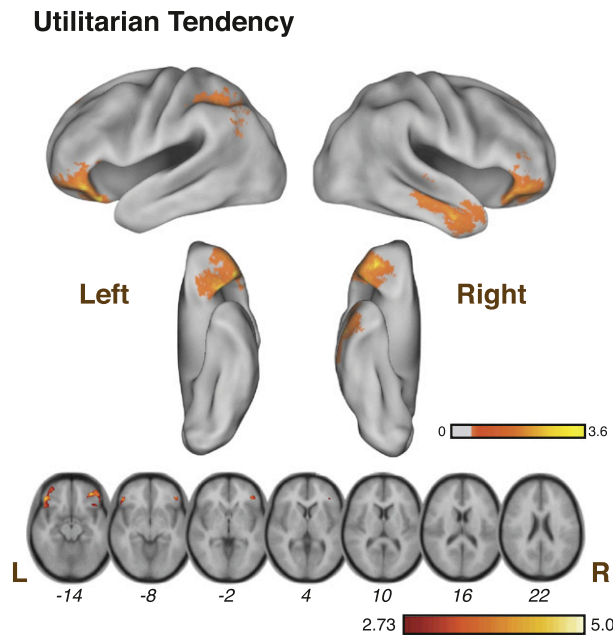 Utilitarian Tendency
Left
Right
0 3.6
L R
-14 -8 -2 4 10 16 22
2.73 5.0